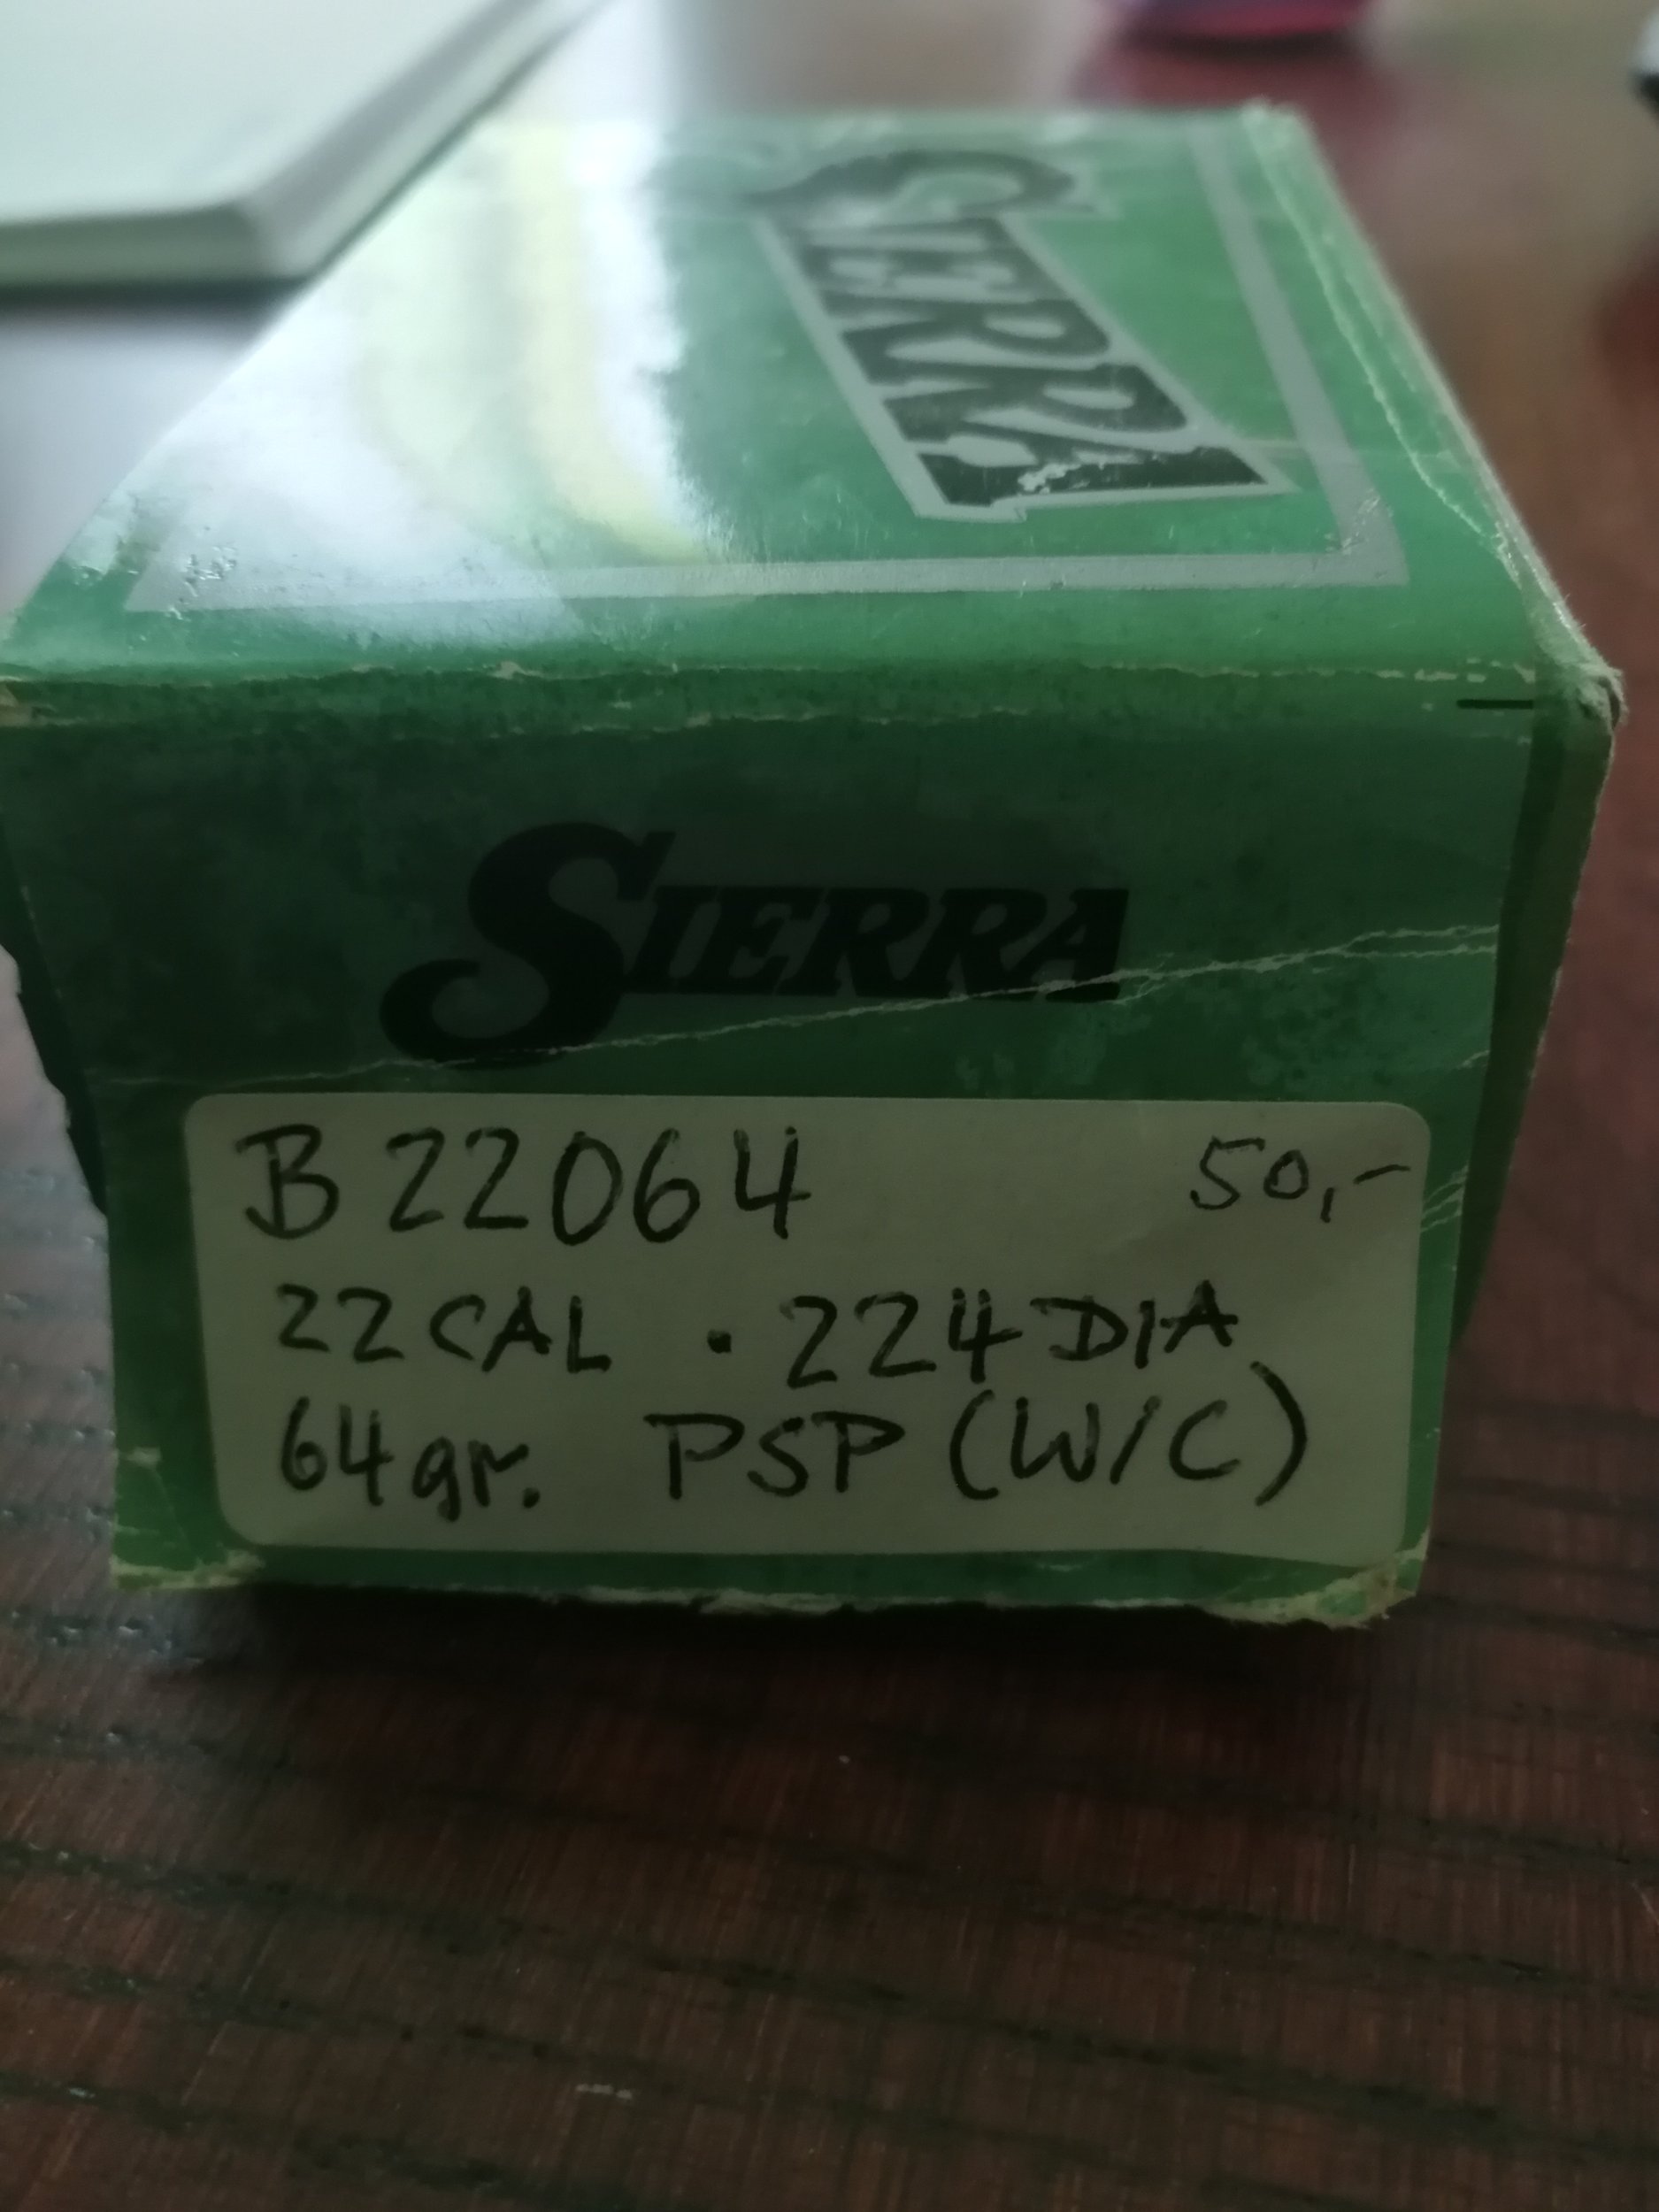 SIERRA
SIERRA
B 22064 50,-
22 CAL .224 DIA
64 gr. PSP (W/C)